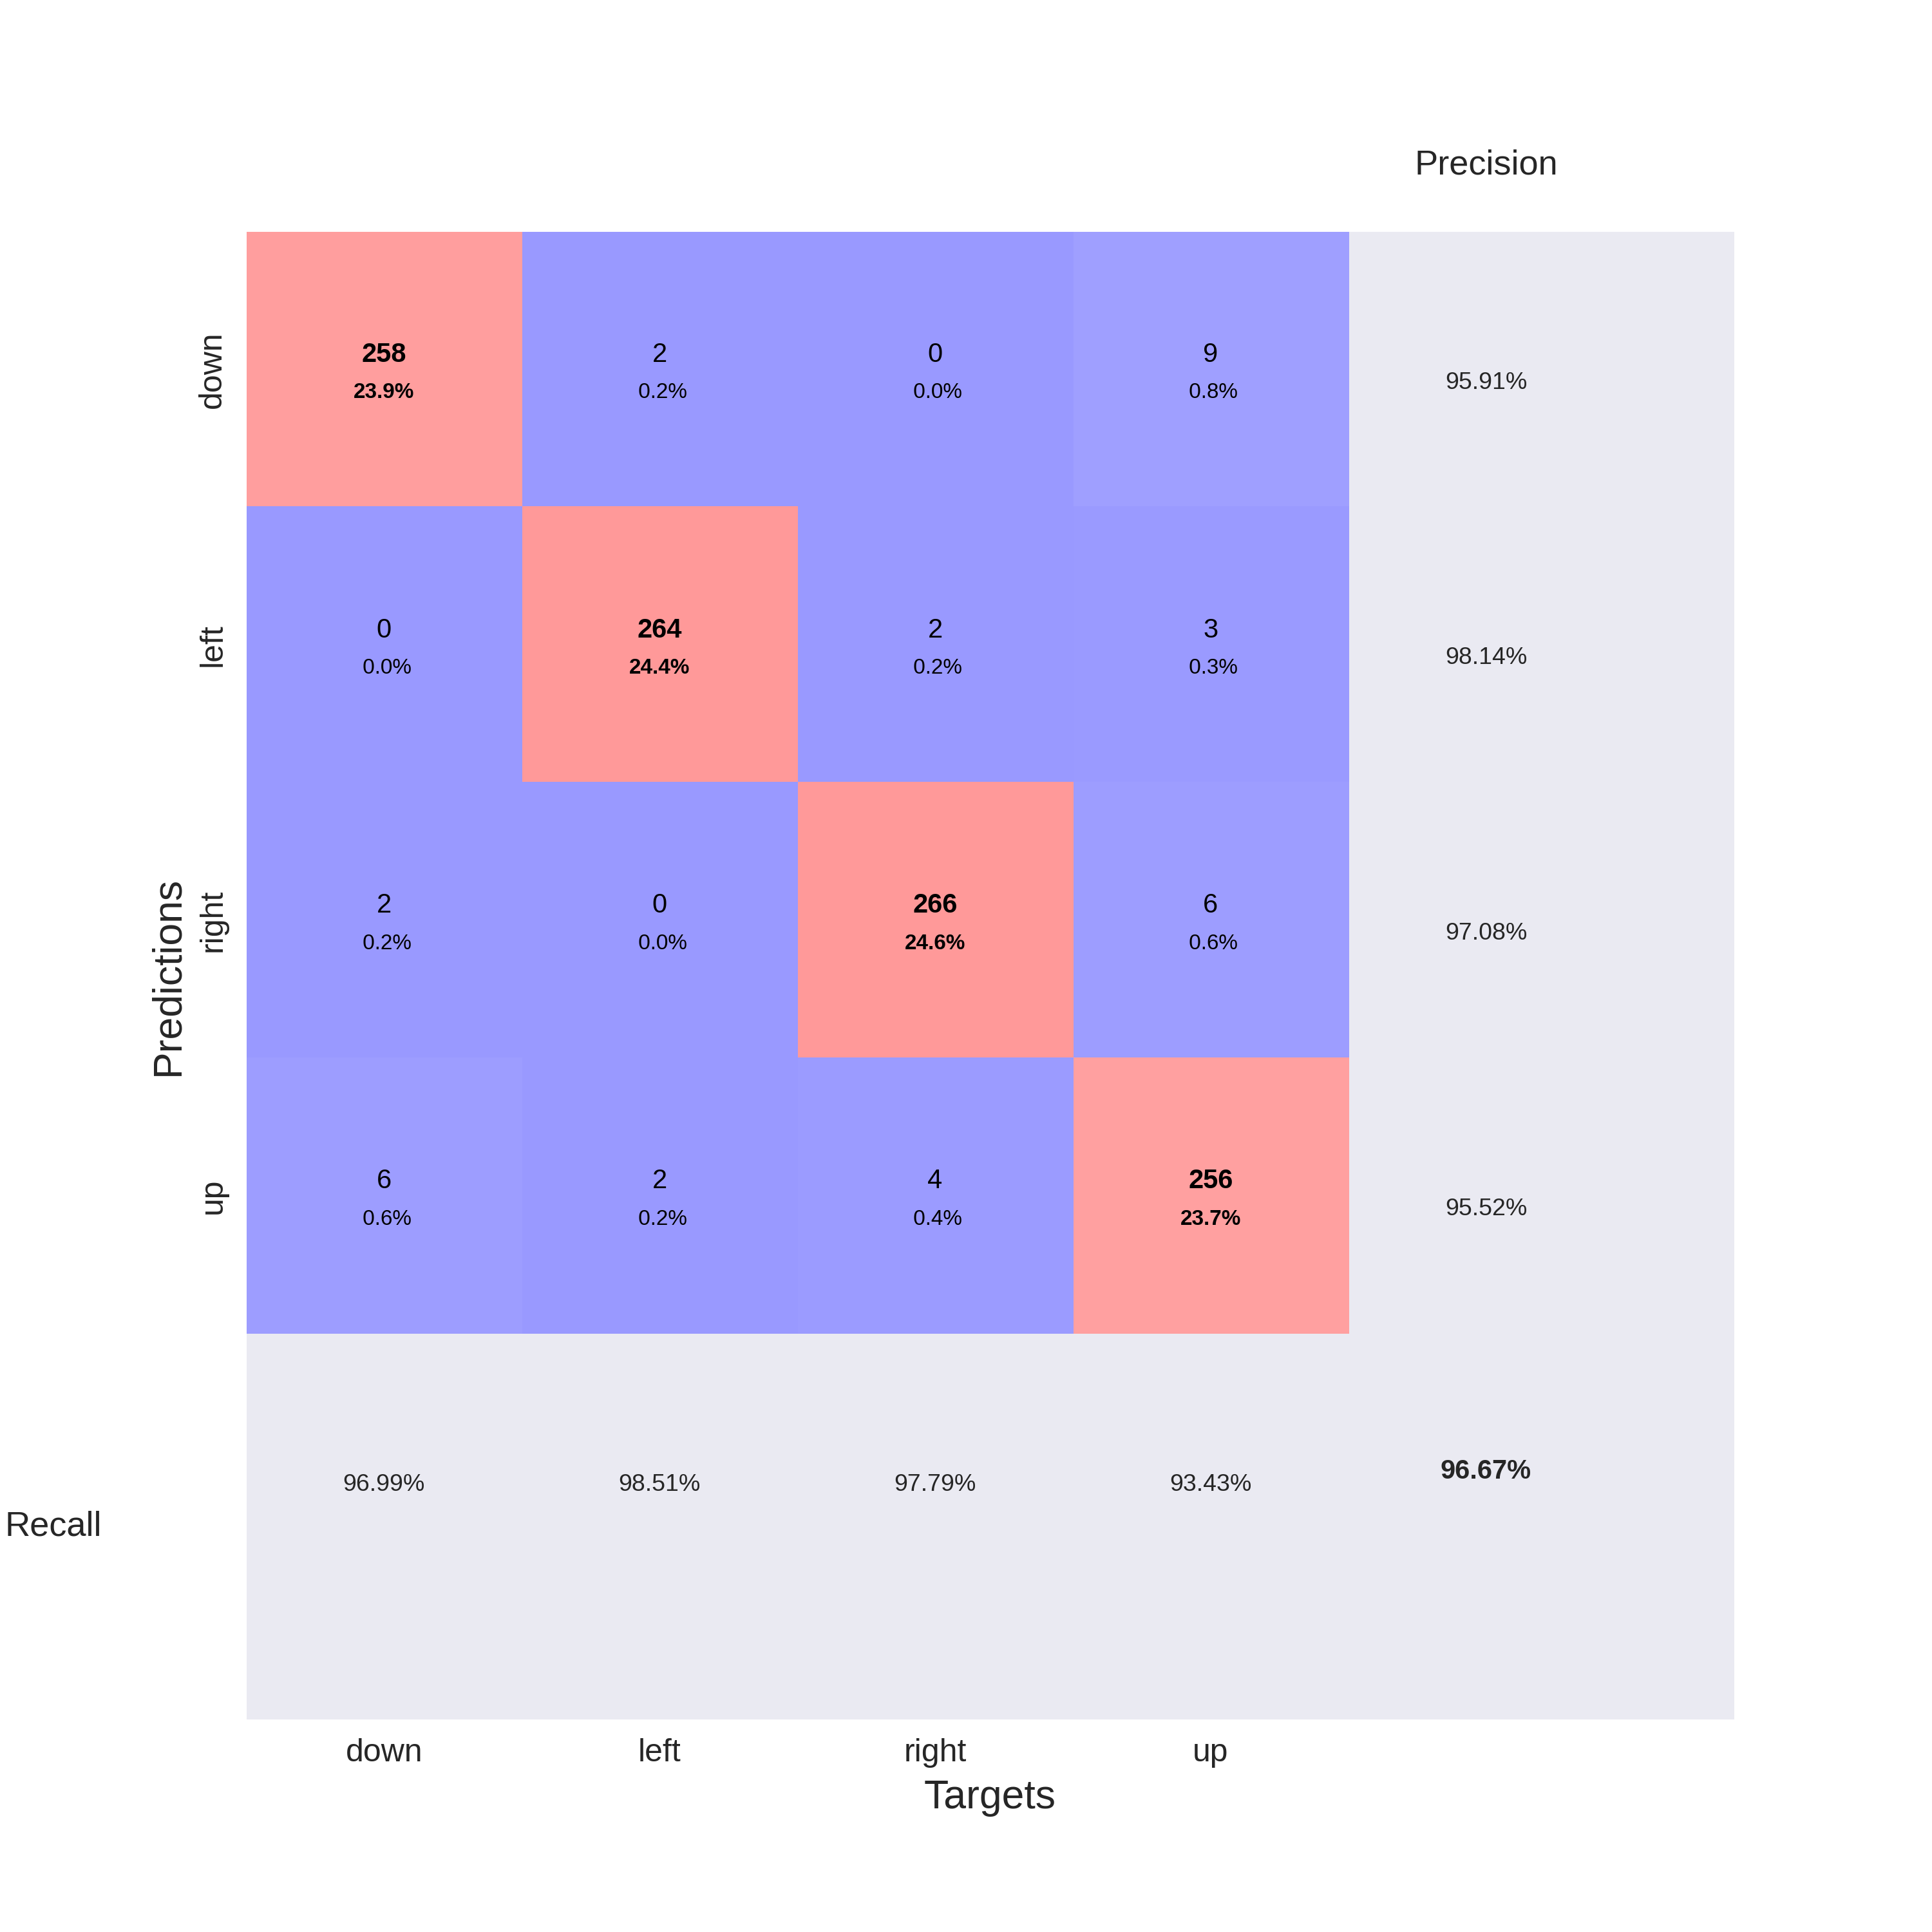 Precision
down
258 2 0 9
23.9% 0.2% 0.0% 0.8%
95.91%
left
0 264 2 3
0.0% 24.4% 0.2% 0.3%
98.14%
Predictions
right
2 0 266 6
0.2% 0.0% 24.6% 0.6%
97.08%
up
6 2 4 256
0.6% 0.2% 0.4% 23.7%
95.52%
96.99% 98.51% 97.79% 93.43% 96.67%
Recall
down left right up
Targets